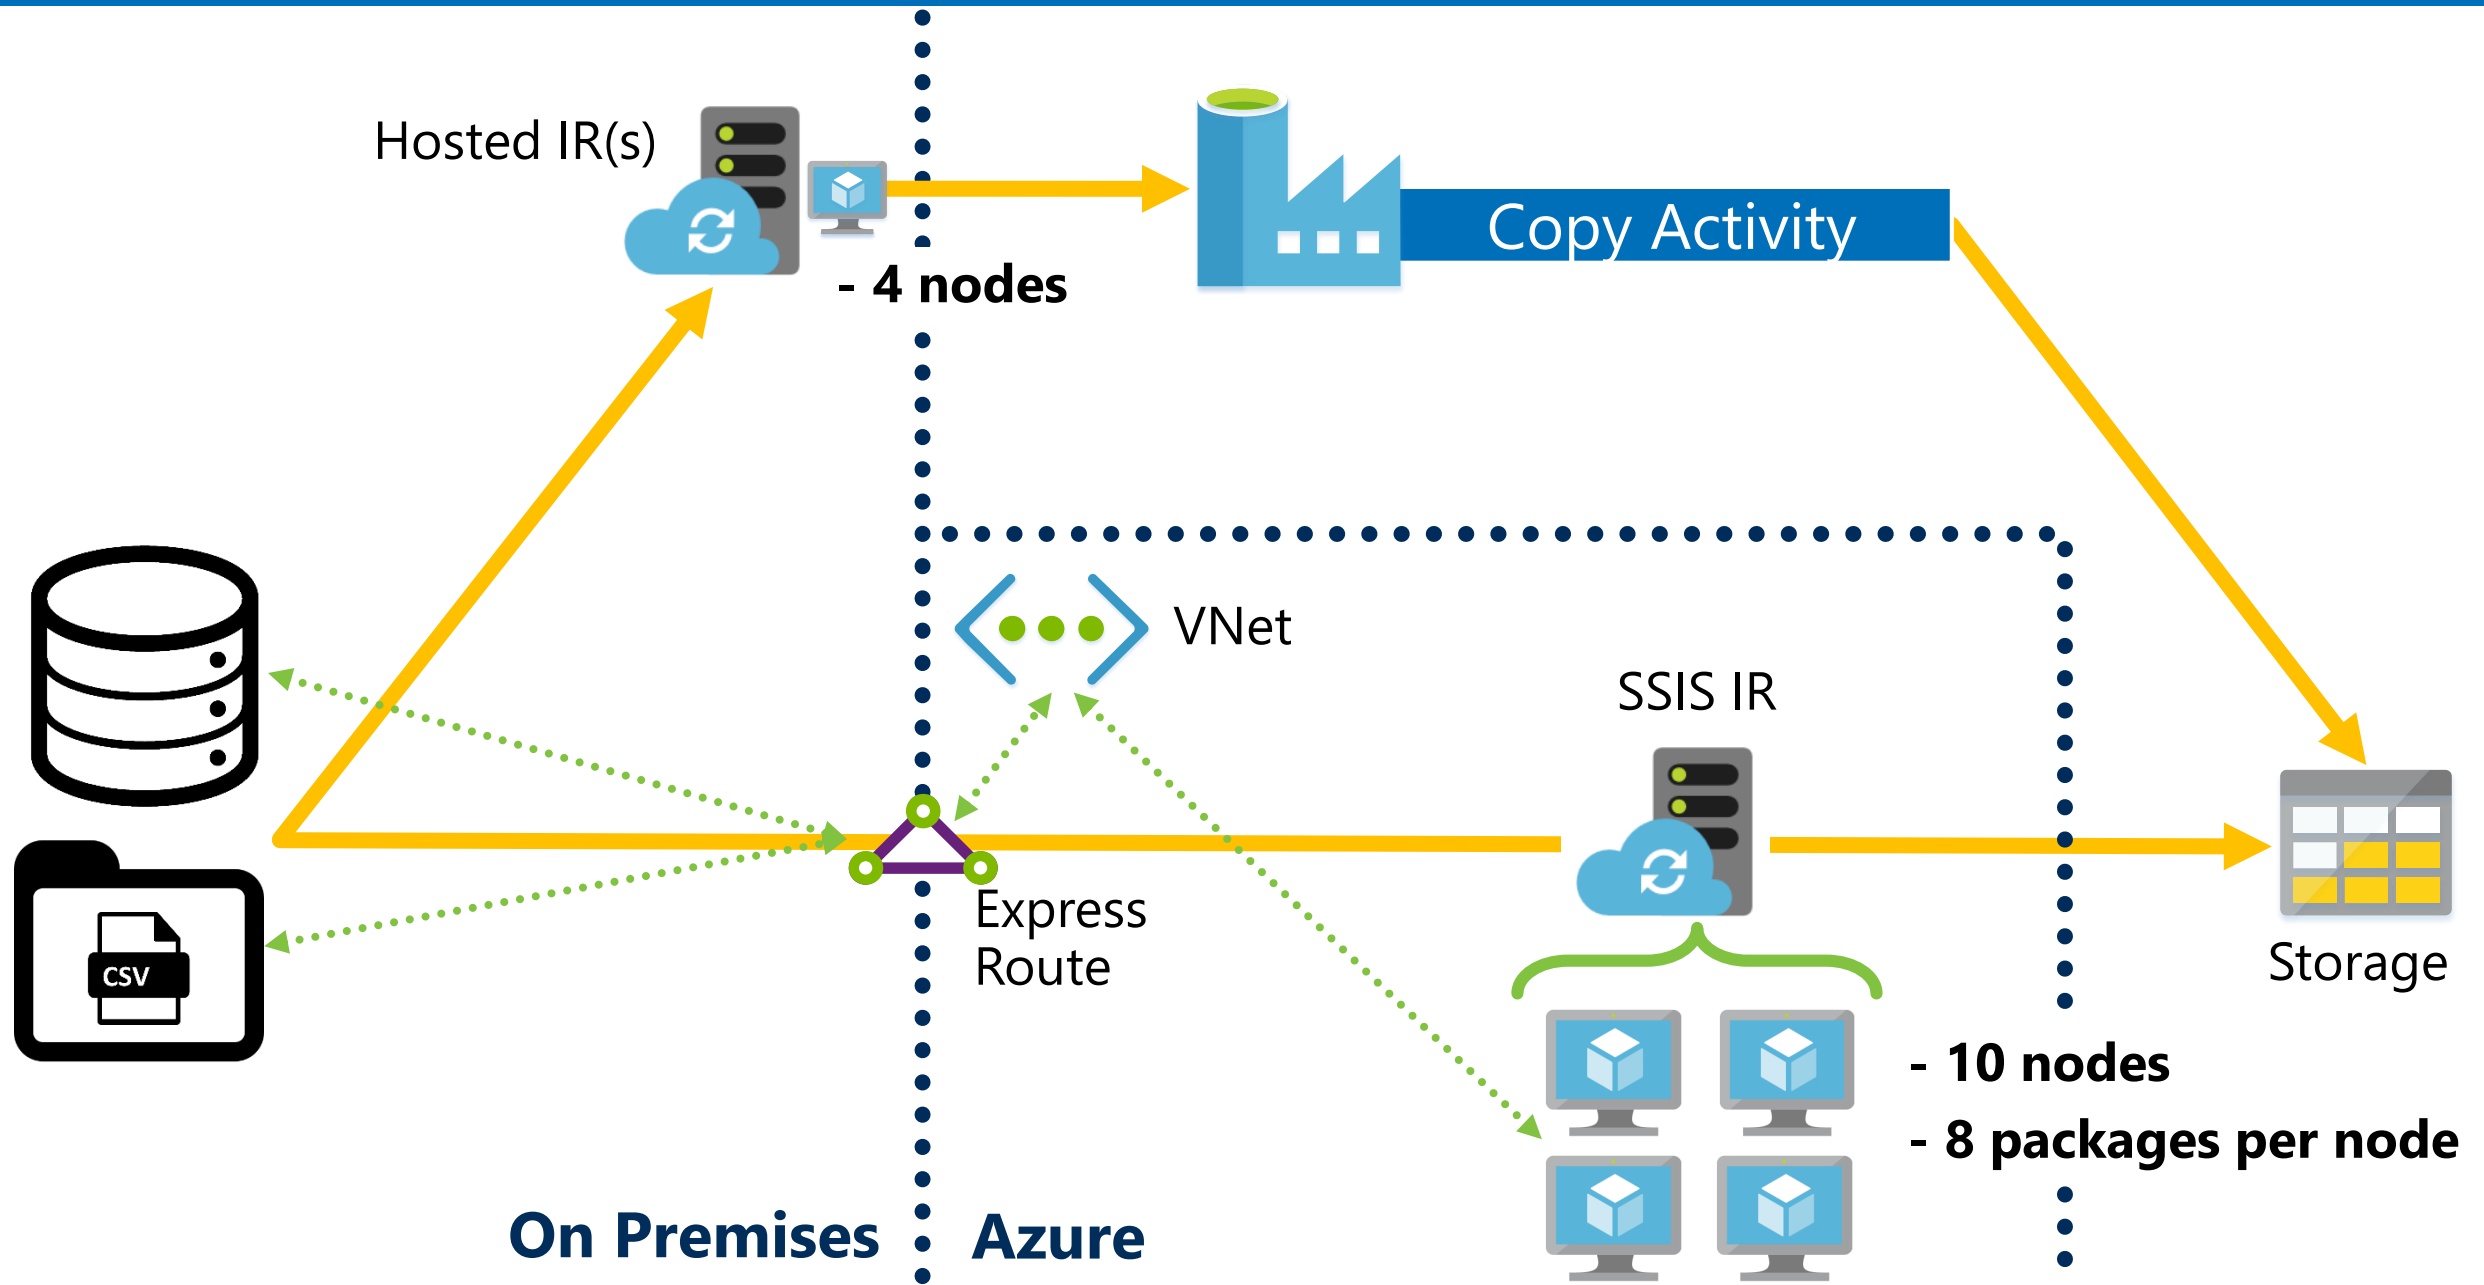 Hosted IR(s)
- 4 nodes
Copy Activity
VNet
SSIS IR
Express
Route
CSV
Storage
- 10 nodes
- 8 packages per node
On Premises
Azure